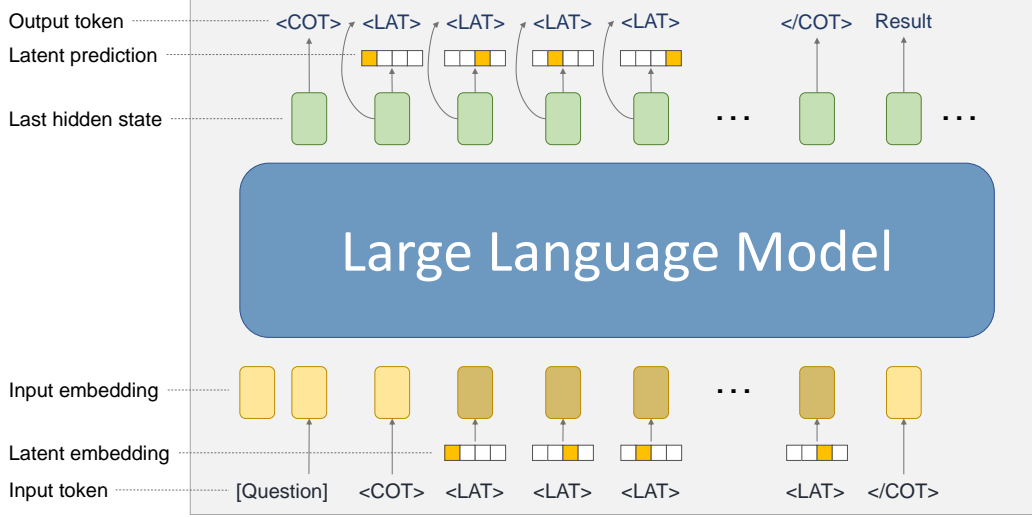 Output token <COT> <LAT> <LAT> <LAT> <LAT> </COT> Result
Latent prediction
Last hidden state ... ...
Large Language Model
Input embedding ...
Latent embedding
Input token [Question] <COT> <LAT> <LAT> <LAT> <LAT> </COT>